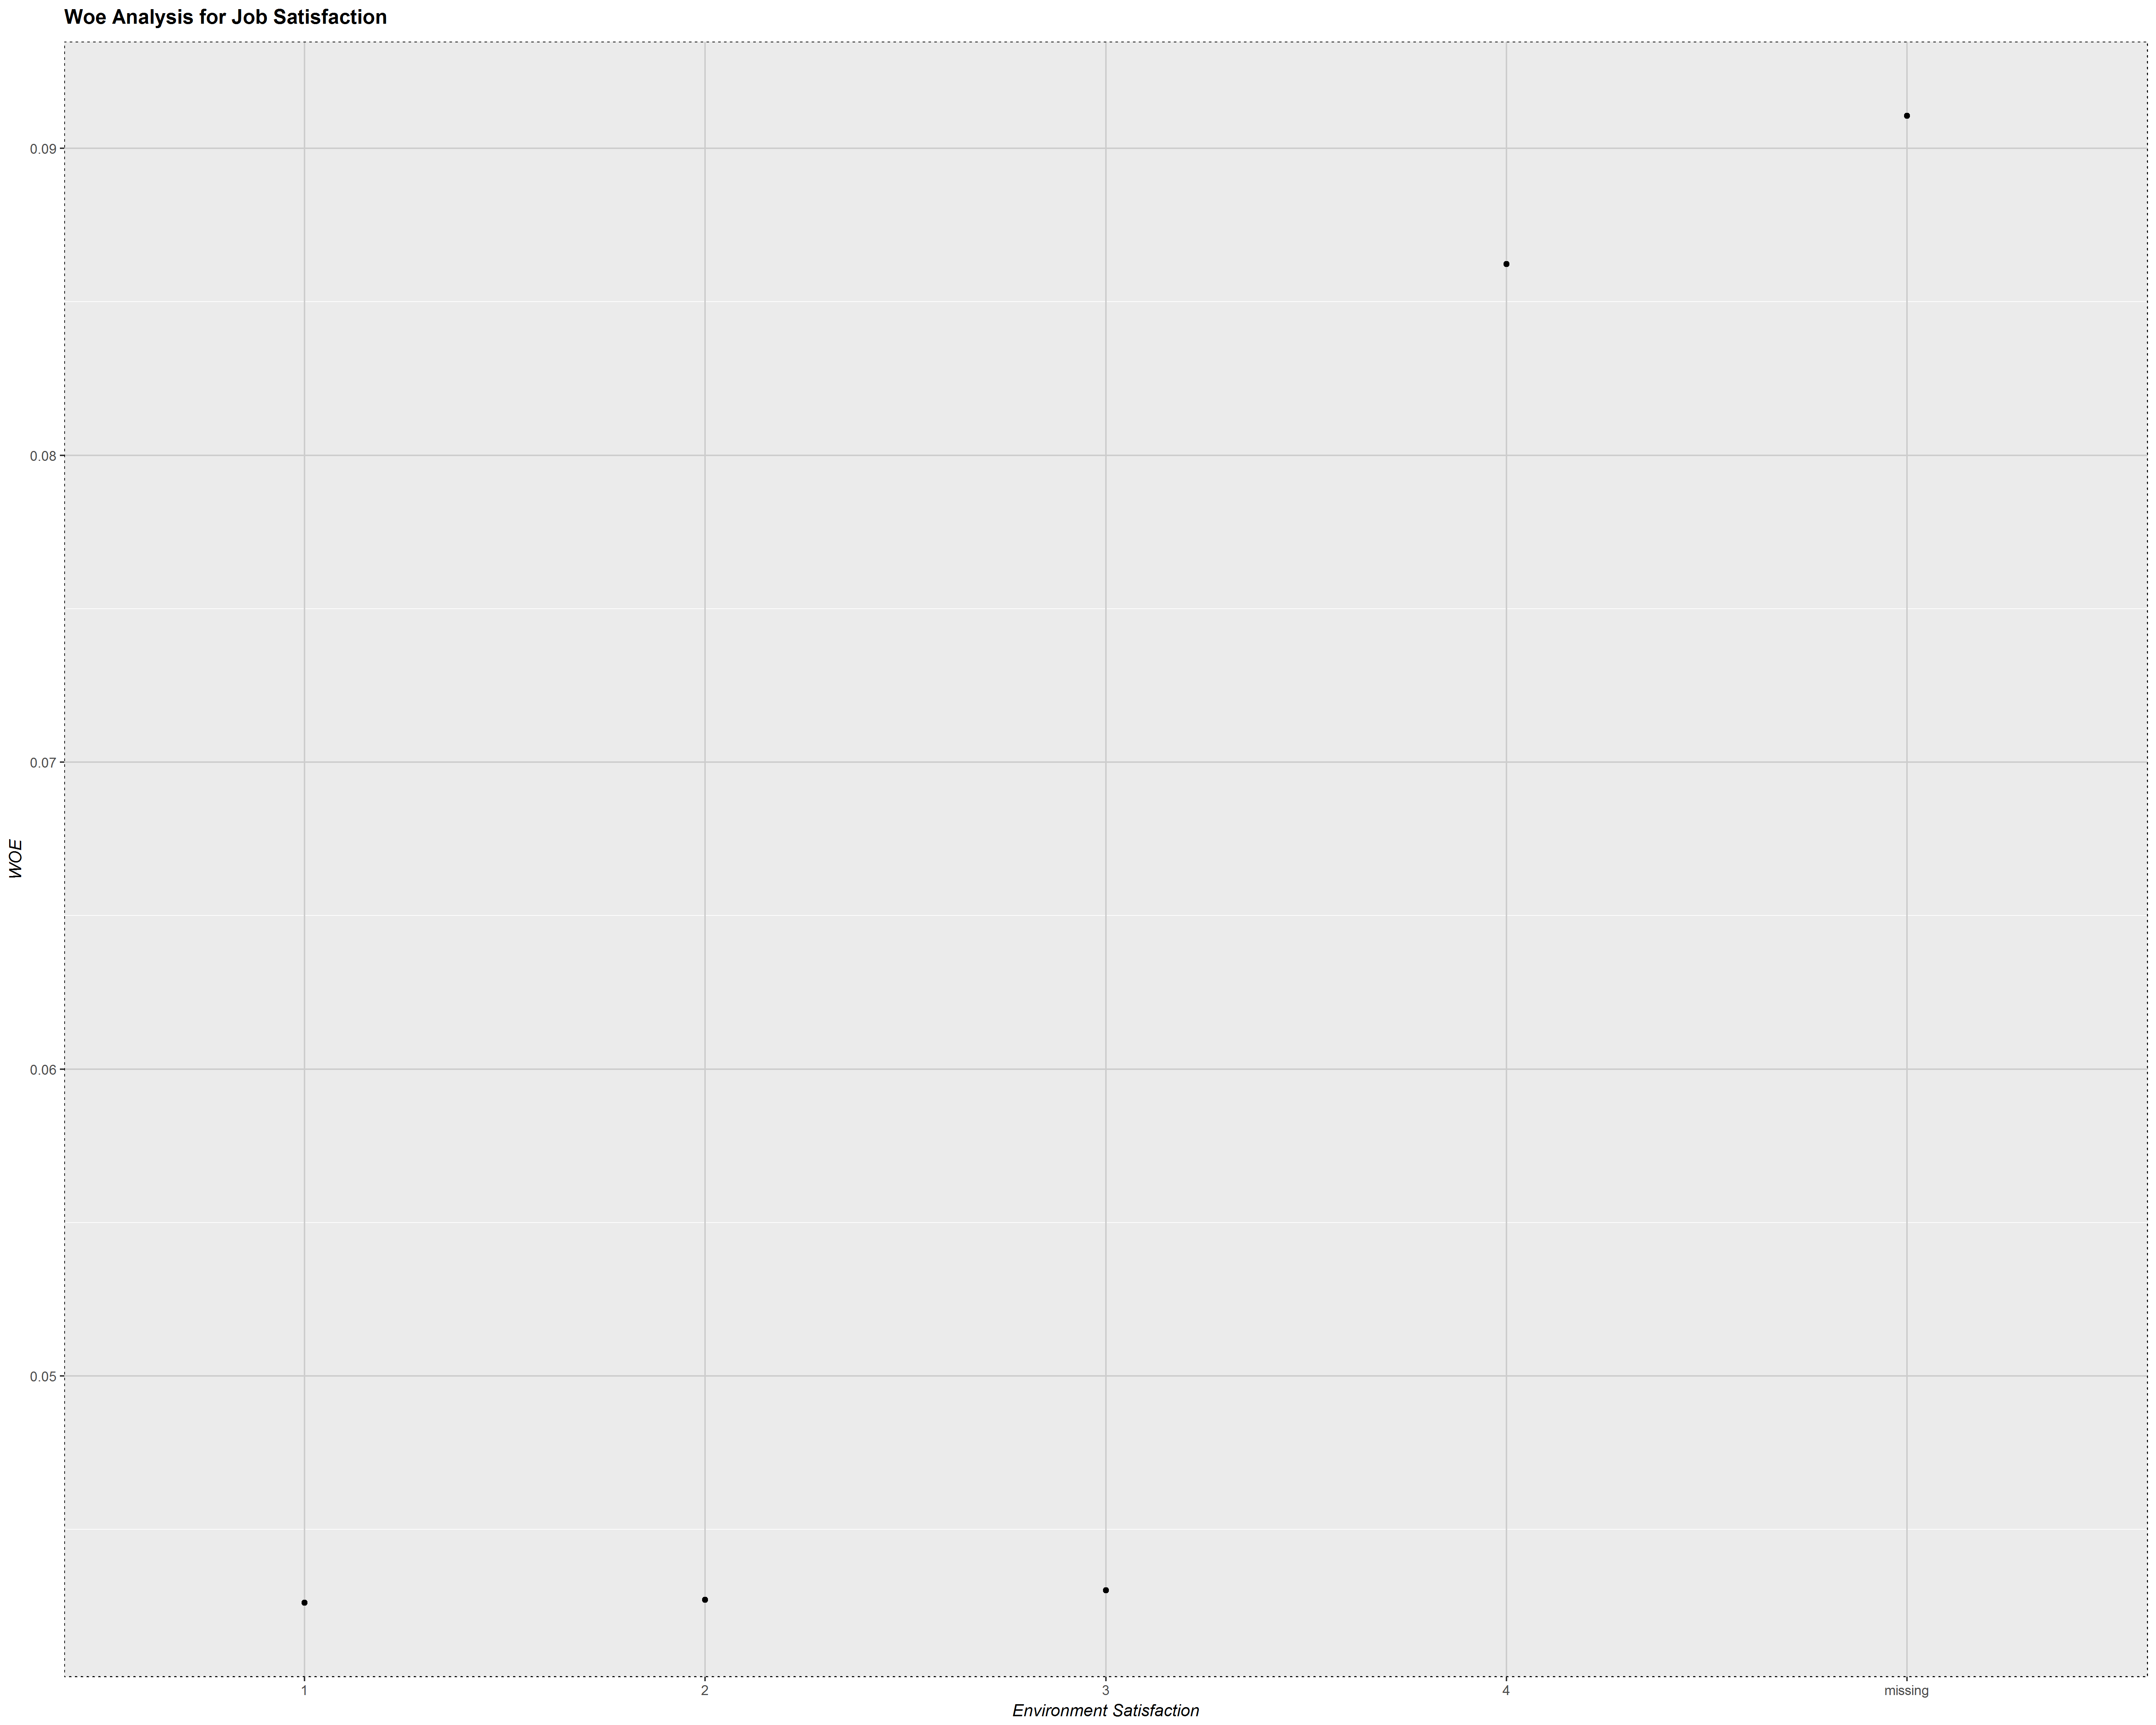 Woe Analysis for Job Satisfaction
0.09
0.08
0.07
0.06
0.05
WOE
1 2 3 4 missing
Environment Satisfaction